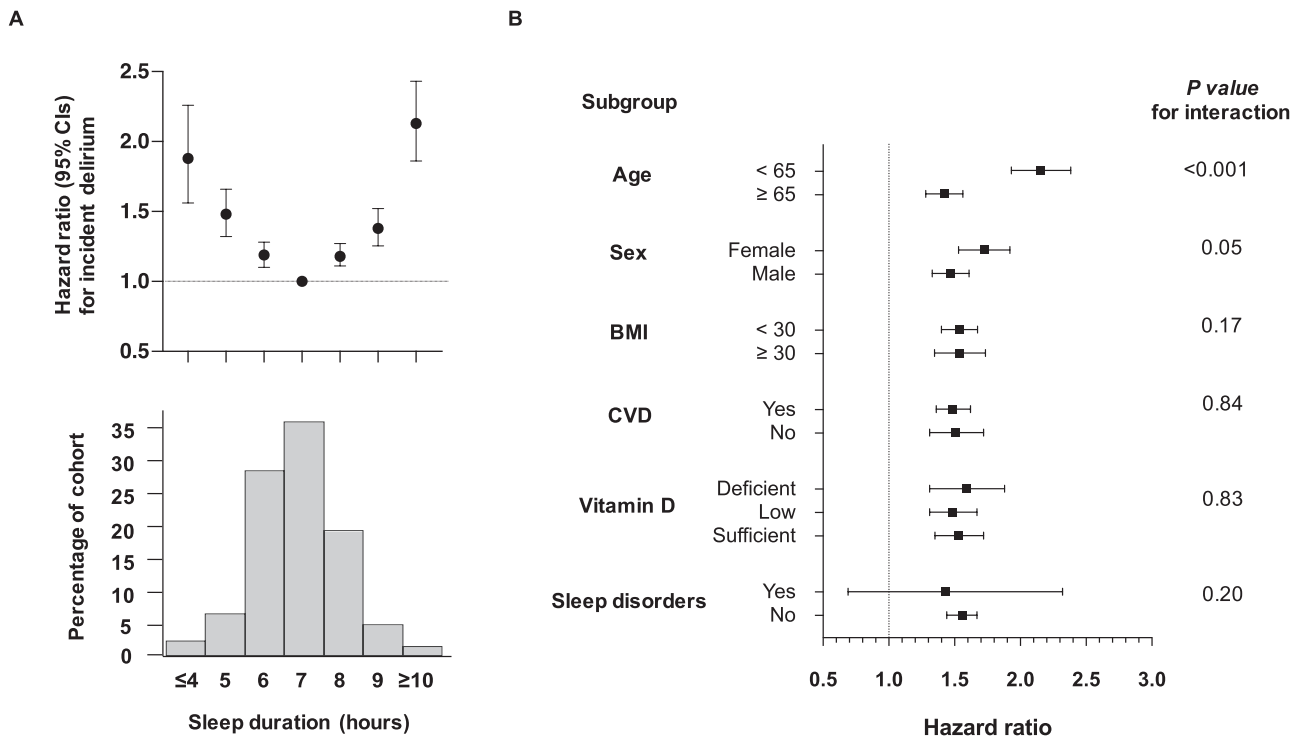 A
Hazard ratio (95% CIs)
for incident delirium
2.5
2.0
1.5
1.0
0.5
Percentage of cohort
35
30
25
20
15
10
5
0
≤4 5 6 7 8 9 ≥10
Sleep duration (hours)
B
Subgroup
P value
for interaction
Age
< 65
≥ 65
<0.001
Sex
Female
Male
0.05
BMI
< 30
≥ 30
0.17
CVD
Yes
No
0.84
Vitamin D
Deficient
Low
Sufficient
0.83
Sleep disorders
Yes
No
0.20
0.5 1.0 1.5 2.0 2.5 3.0
Hazard ratio